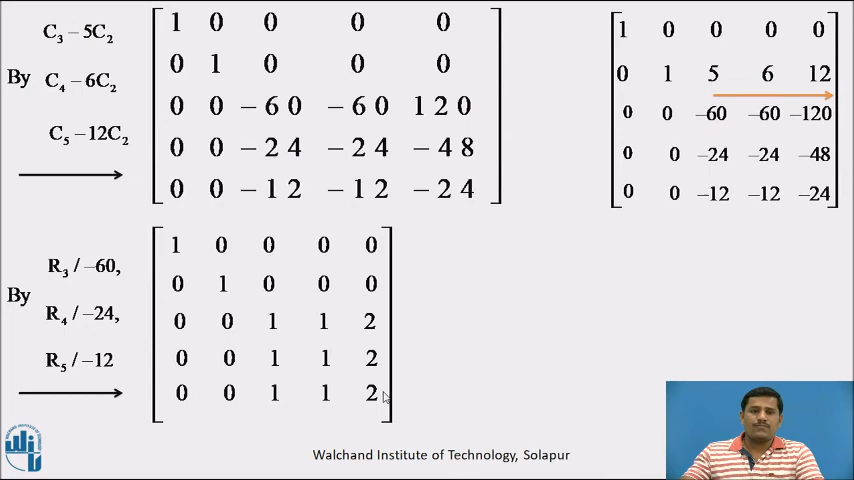 C₃ – 5C₂
By C₄ – 6C₂
C₅ – 12C₂
1 0 0 0 0
0 1 0 0 0
0 0 –60 –60 120
0 0 –24 –24 –48
0 0 –12 –12 –24
1 0 0 0 0
0 1 5 6 12
0 0 –60 –60 –120
0 0 –24 –24 –48
0 0 –12 –12 –24
R₃ / –60,
By R₄ / –24,
R₅ / –12
1 0 0 0 0
0 1 0 0 0
0 0 1 1 2
0 0 1 1 2
0 0 1 1 2
Walchand Institute of Technology, Solapur